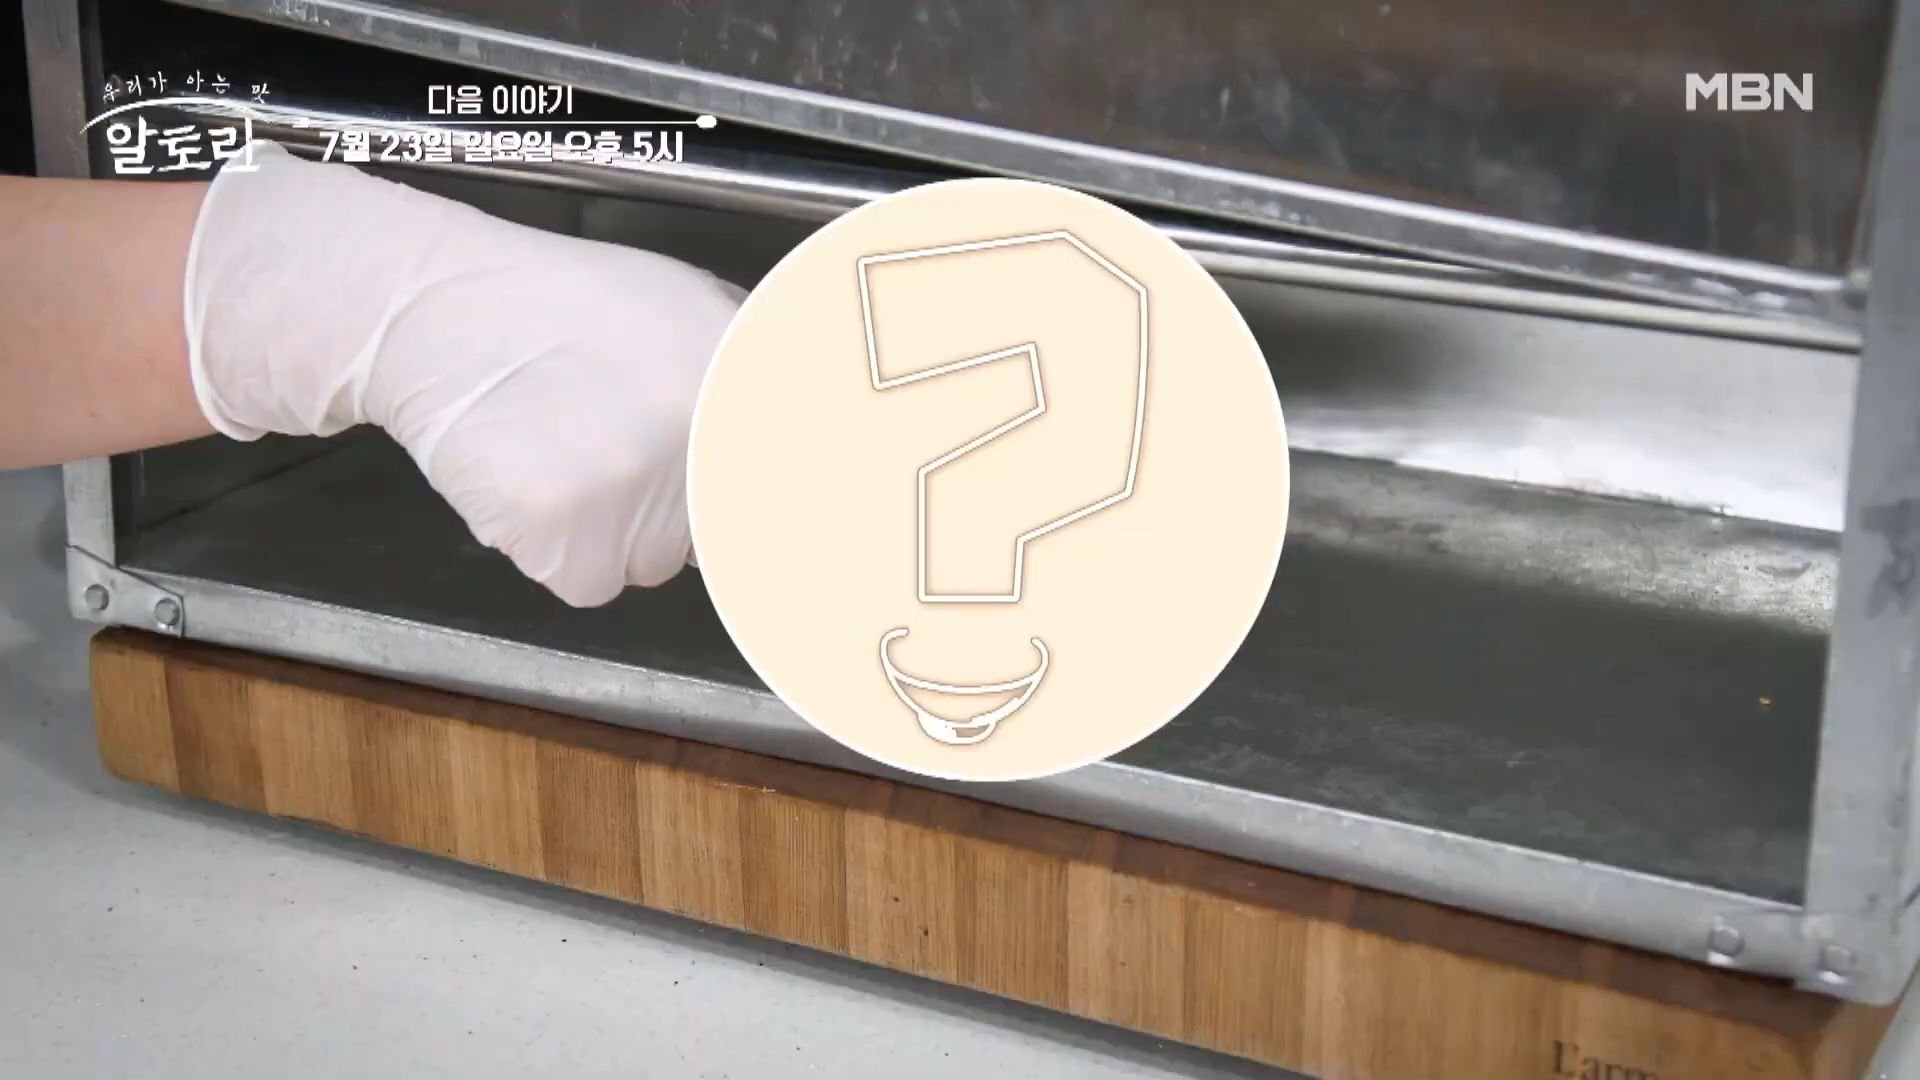 우리가 아는 맛
알토란
다음 이야기
7월 23일 일요일 오후 5시
MBN